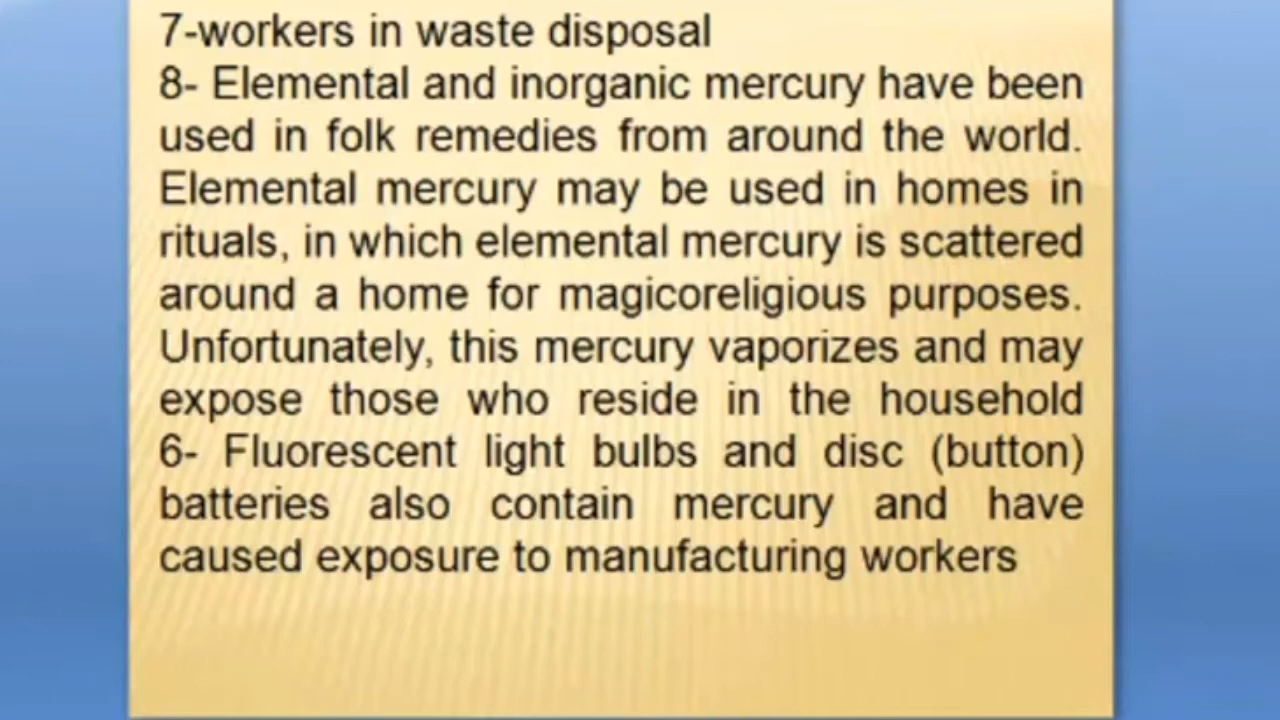 7-workers in waste disposal
8- Elemental and inorganic mercury have been
used in folk remedies from around the world.
Elemental mercury may be used in homes in
rituals, in which elemental mercury is scattered
around a home for magicoreligious purposes.
Unfortunately, this mercury vaporizes and may
expose those who reside in the household
6- Fluorescent light bulbs and disc (button)
batteries also contain mercury and have
caused exposure to manufacturing workers